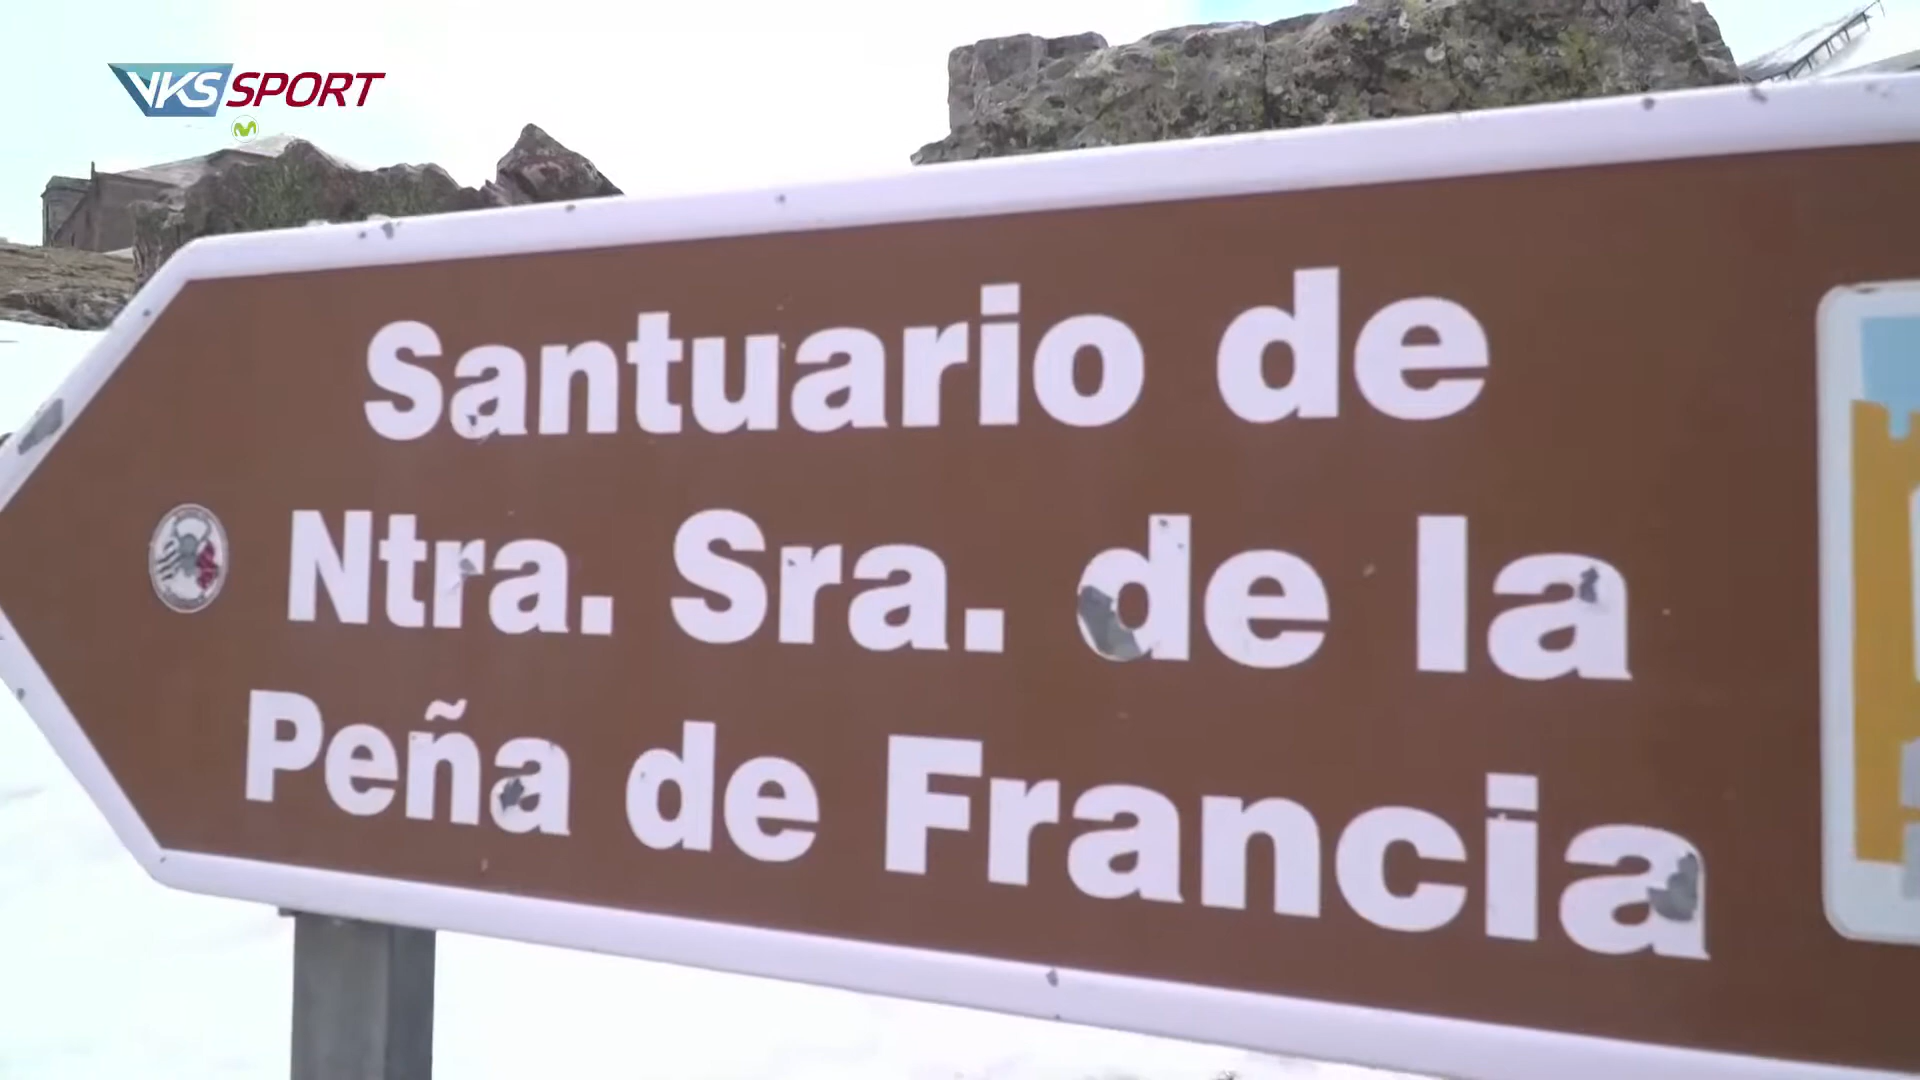 VKS SPORT
Santuario de
Ntra. Sra. de la
Peña de Francia